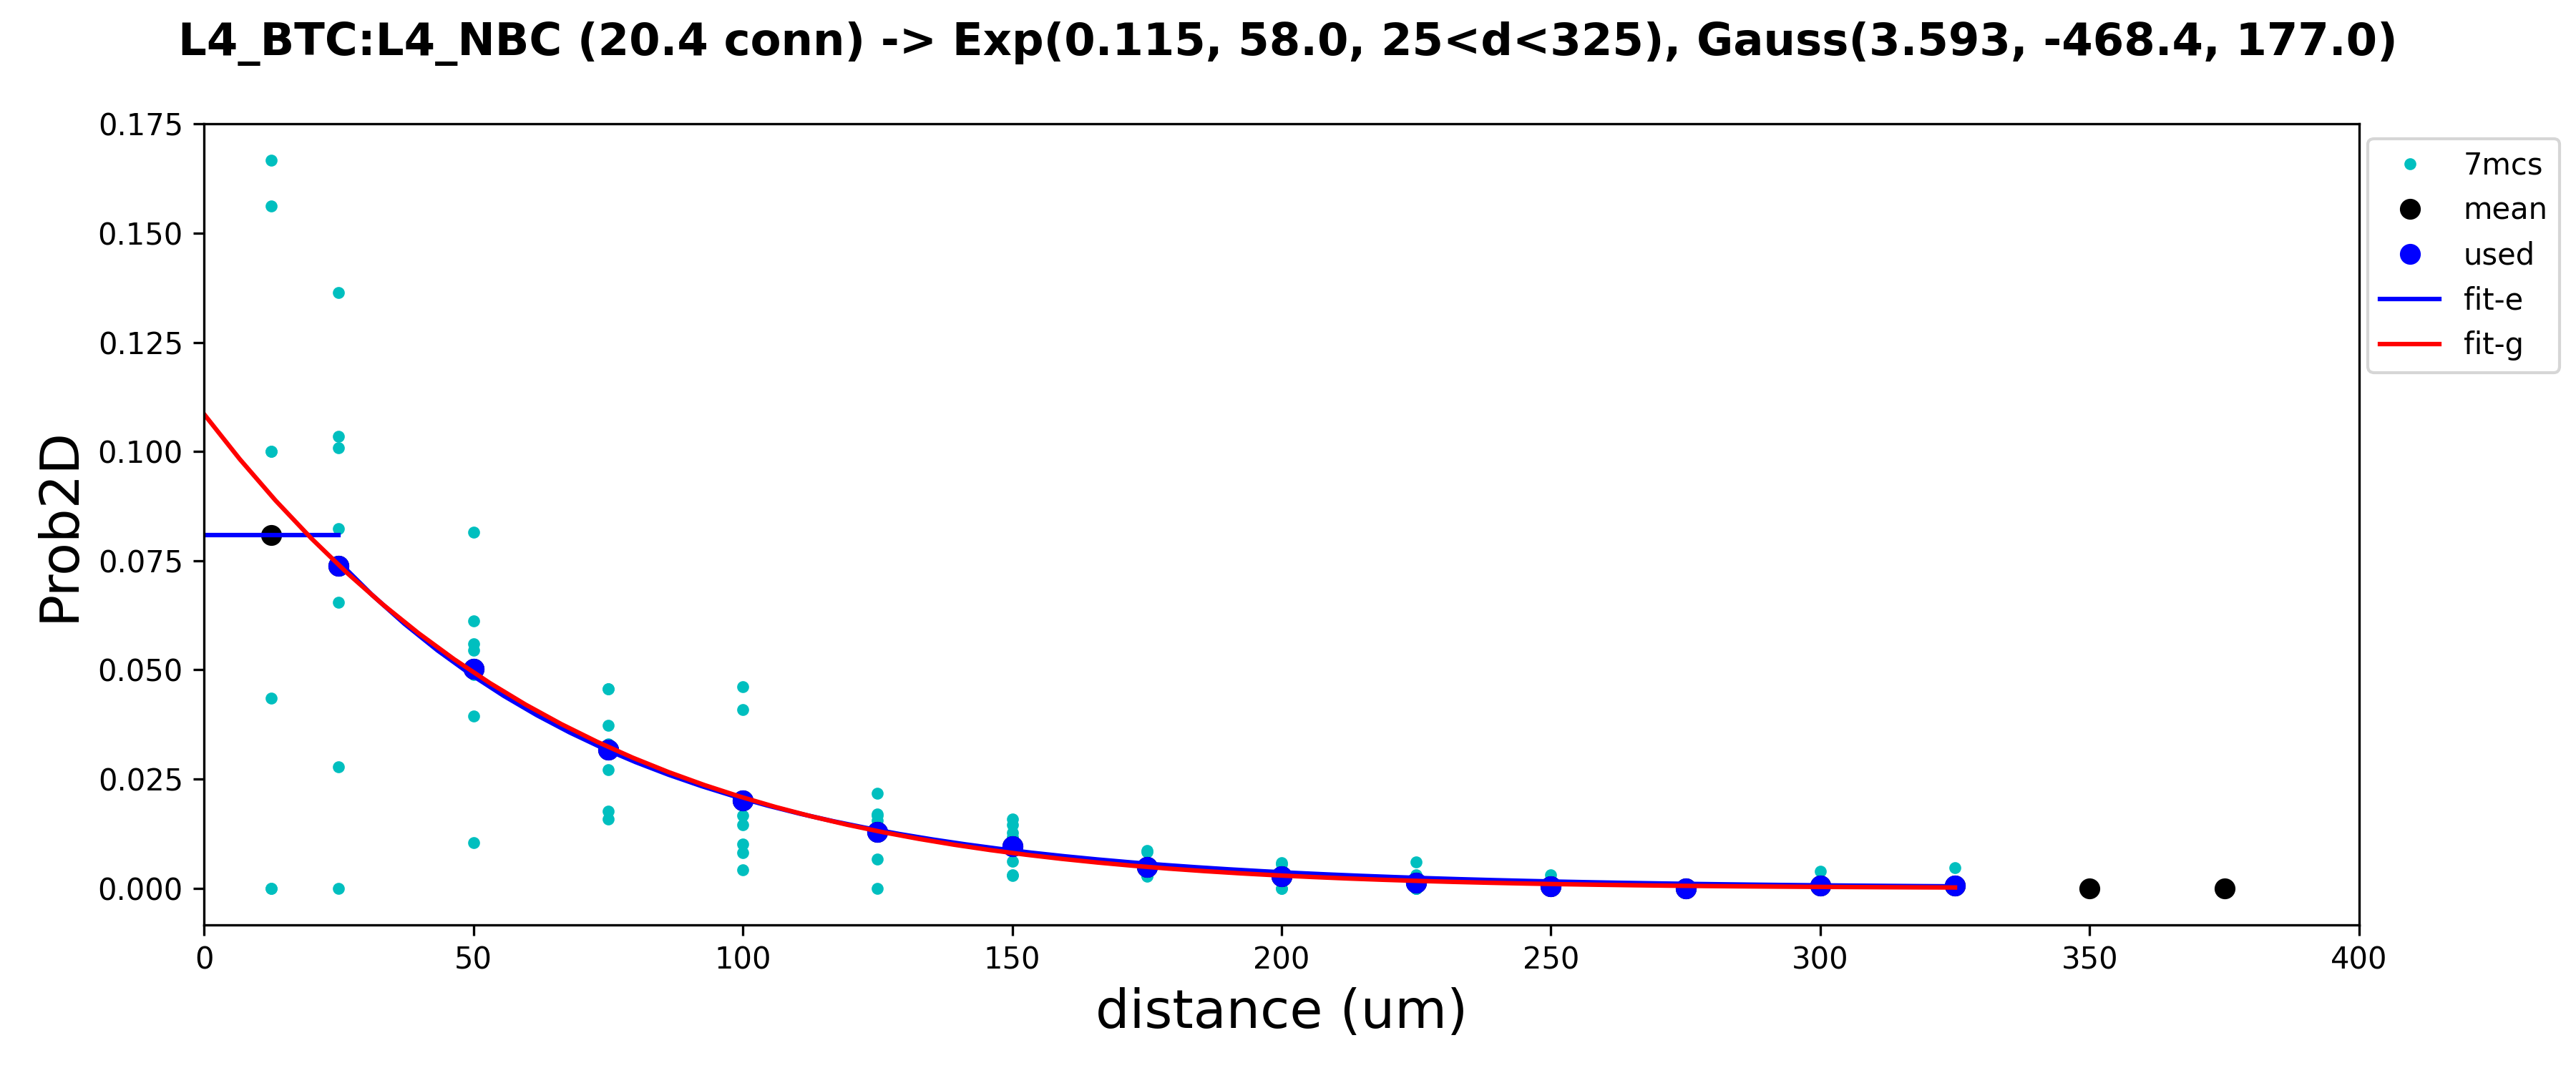 L4_BTC:L4_NBC (20.4 conn) -> Exp(0.115, 58.0, 25<d<325), Gauss(3.593, -468.4, 177.0)
0.175
0.150
0.125
0.100
0.075
0.050
0.025
0.000
Prob2D
0 50 100 150 200 250 300 350 400
distance (um)
7mcs
mean
used
fit-e
fit-g